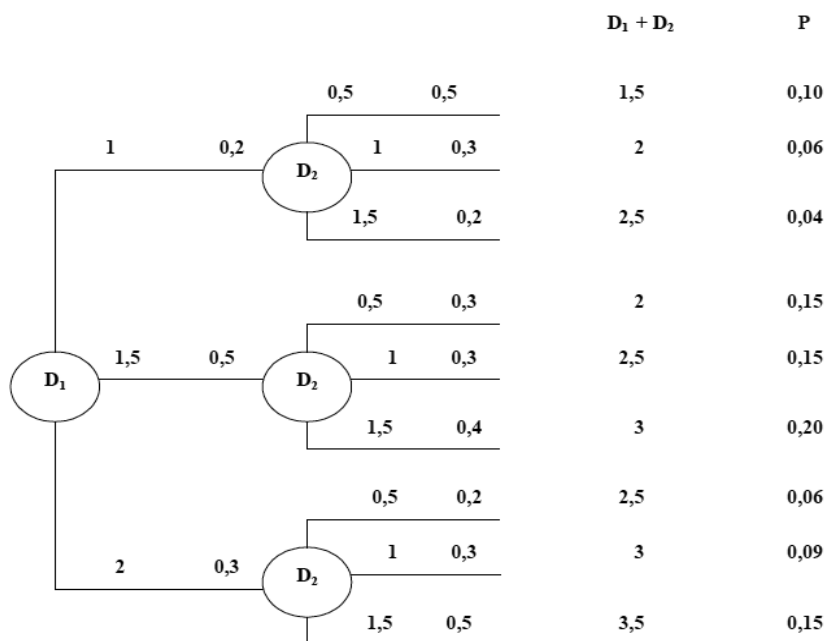 D₁ + D₂ P
0,5 0,5 1,5 0,10
1 0,2 D₂ 1 0,3 2 0,06
1,5 0,2 2,5 0,04
0,5 0,3 2 0,15
D₁ 1,5 0,5 D₂ 1 0,3 2,5 0,15
1,5 0,4 3 0,20
0,5 0,2 2,5 0,06
2 0,3 D₂ 1 0,3 3 0,09
1,5 0,5 3,5 0,15